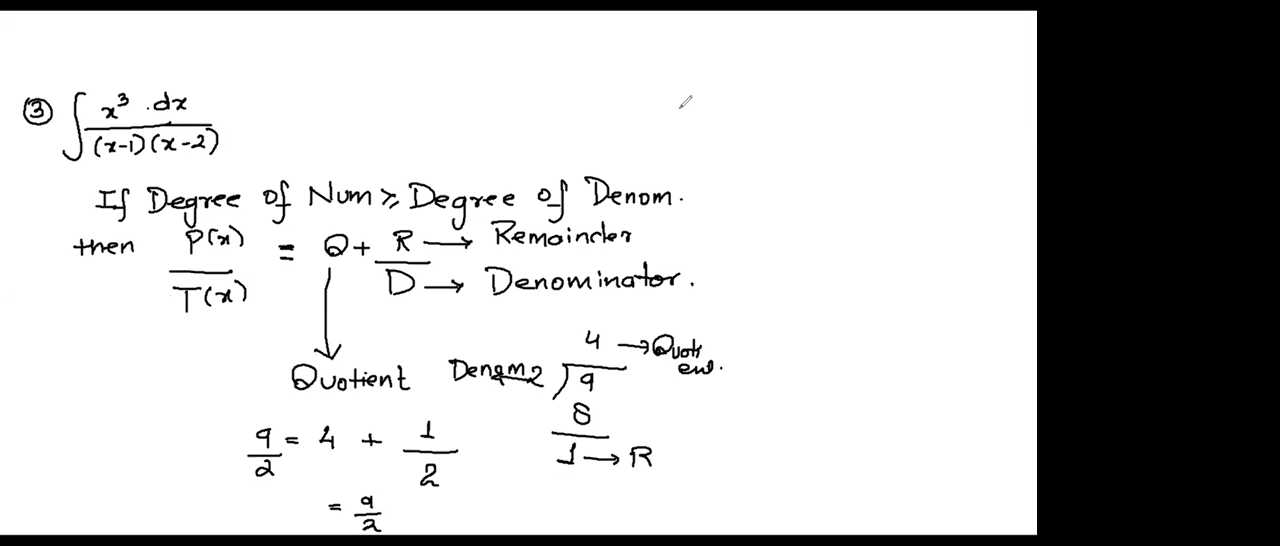 ③ ∫ x³ .dx / (x-1)(x-2)
If Degree of Num ≥ Degree of Denom.
then P(x)/T(x) = Q + R/D
R → Remainder
D → Denominator.
Quotient
Denom 2 ) 9
4 → Quotient.
8
1 → R
9/2 = 4 + 1/2
= 9/2